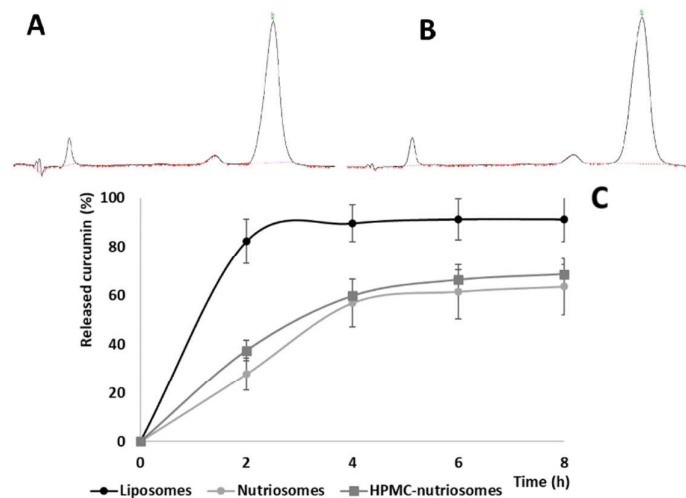 A
B
C
Released curcumin (%)
100
80
60
40
20
0
0 2 4 6 8
Time (h)
Liposomes Nutriosomes HPMC-nutriosomes